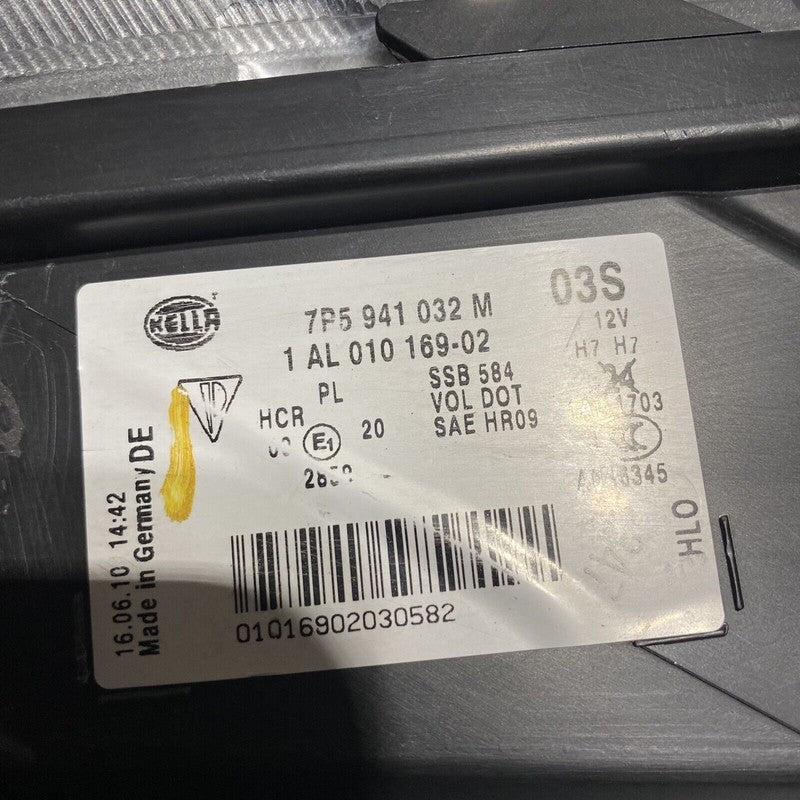 HELLA
7P5 941 032 M
1 AL 010 169-02
03S
12V
H7 H7
PL
SSB 584
VOL DOT
SAE HR09
HCR
E1
20
HLO
16.06.10 14:42
Made in Germany DE
01016902030582